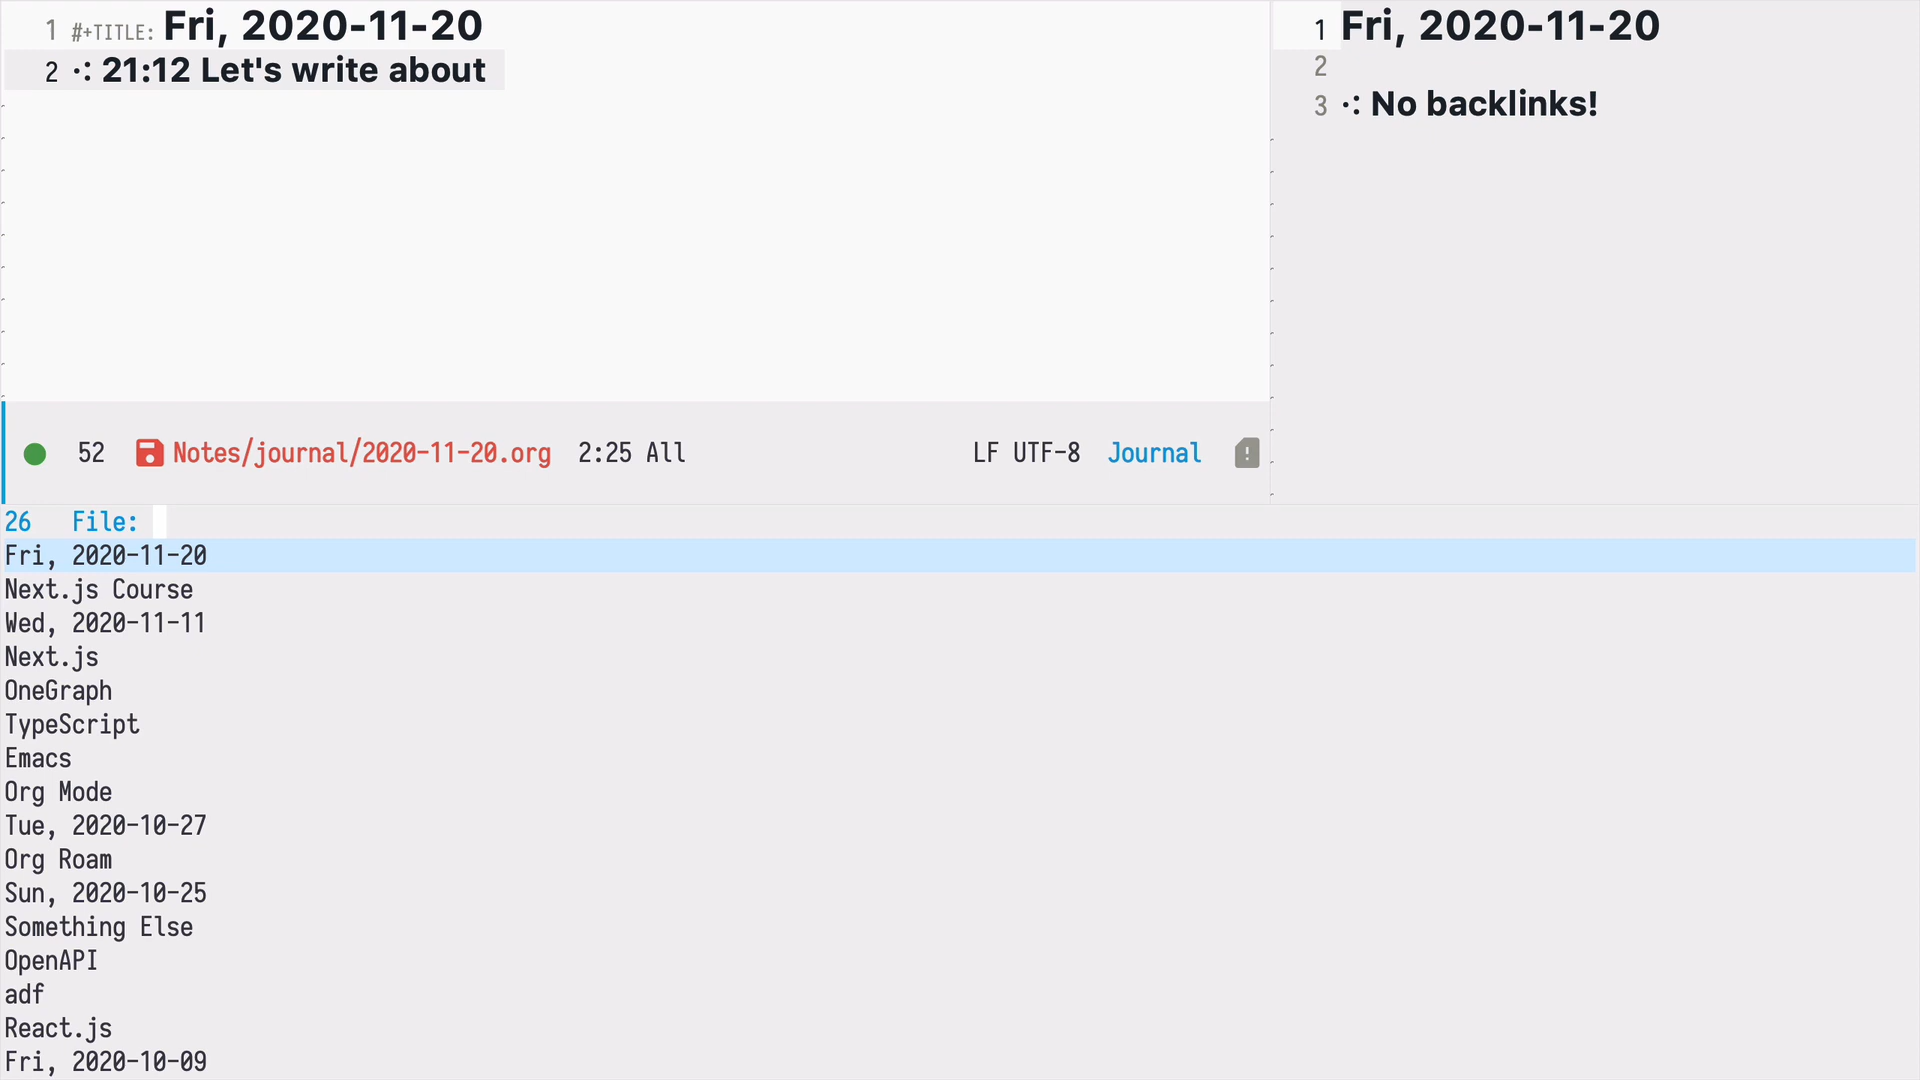 1 #+TITLE: Fri, 2020-11-20
2 ·: 21:12 Let's write about
1 Fri, 2020-11-20
2
3 ·: No backlinks!
52 Notes/journal/2020-11-20.org 2:25 All LF UTF-8 Journal !
26 File:
Fri, 2020-11-20
Next.js Course
Wed, 2020-11-11
Next.js
OneGraph
TypeScript
Emacs
Org Mode
Tue, 2020-10-27
Org Roam
Sun, 2020-10-25
Something Else
OpenAPI
adf
React.js
Fri, 2020-10-09